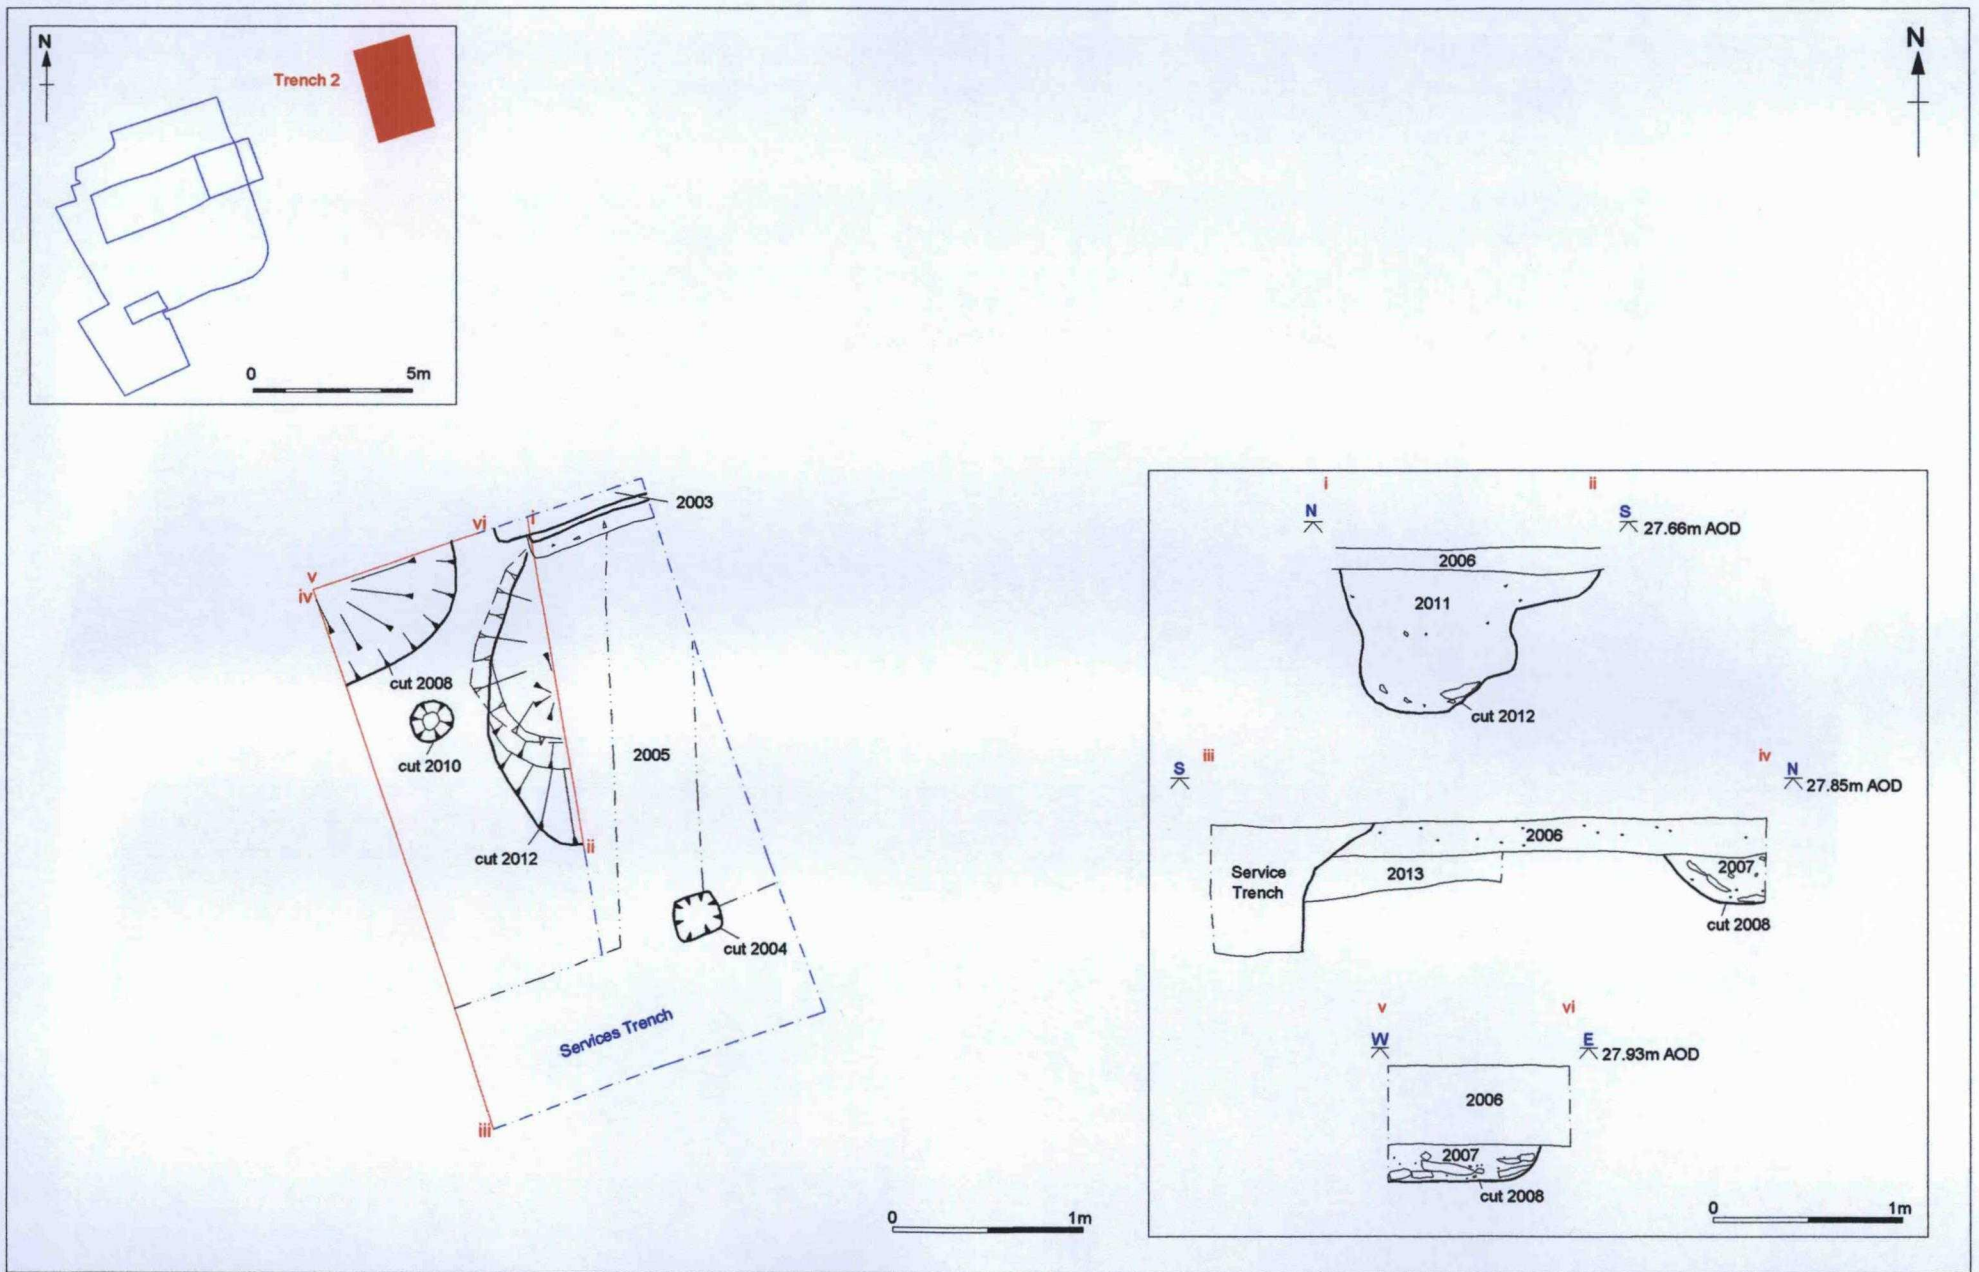 N
Trench 2
0 5m
N
vi i 2003
v
iv
cut 2008
cut 2010
2005
cut 2012
ii
cut 2004
Services Trench
iii
0 1m
i ii
N S 27.66m AOD
2006
2011
cut 2012
S iii iv N 27.85m AOD
2006
Service
Trench
2013
2007
cut 2008
v vi
W E 27.93m AOD
2006
2007
cut 2008
0 1m